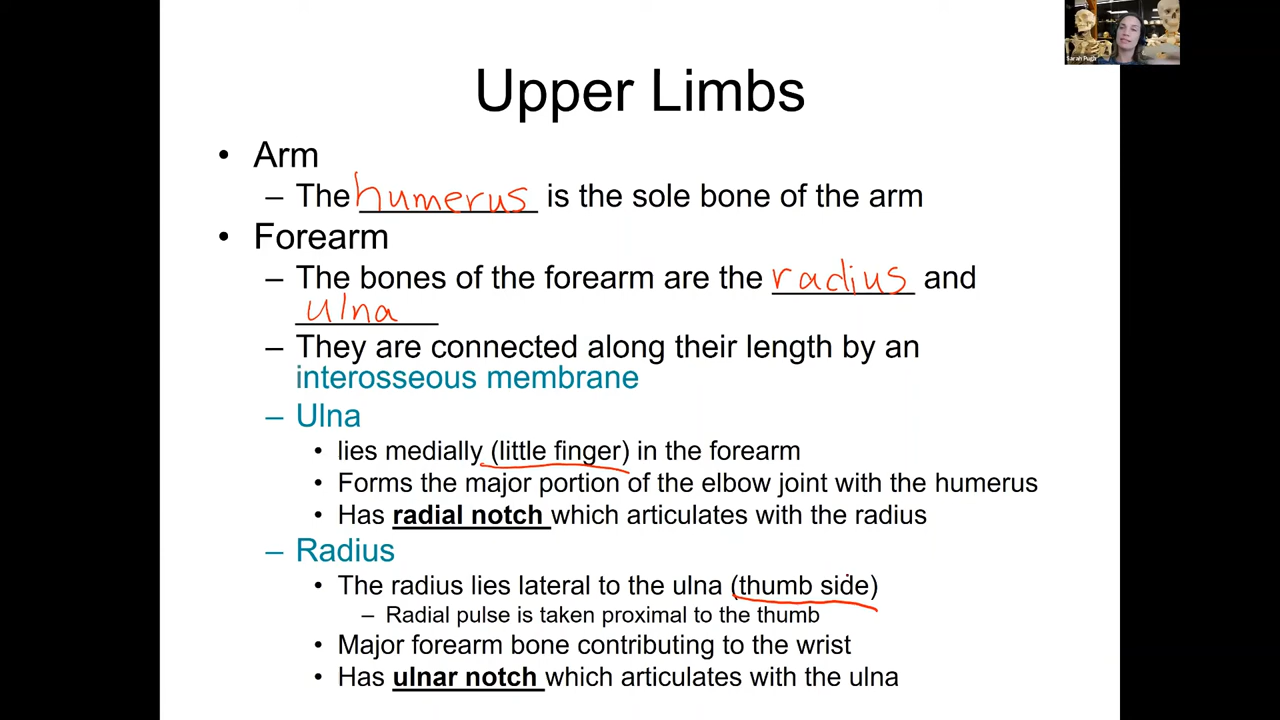 Sarah Pugh
Upper Limbs
• Arm
– The humerus is the sole bone of the arm
• Forearm
– The bones of the forearm are the radius and
ulna
– They are connected along their length by an
interosseous membrane
– Ulna
• lies medially (little finger) in the forearm
• Forms the major portion of the elbow joint with the humerus
• Has radial notch which articulates with the radius
– Radius
• The radius lies lateral to the ulna (thumb side)
– Radial pulse is taken proximal to the thumb
• Major forearm bone contributing to the wrist
• Has ulnar notch which articulates with the ulna